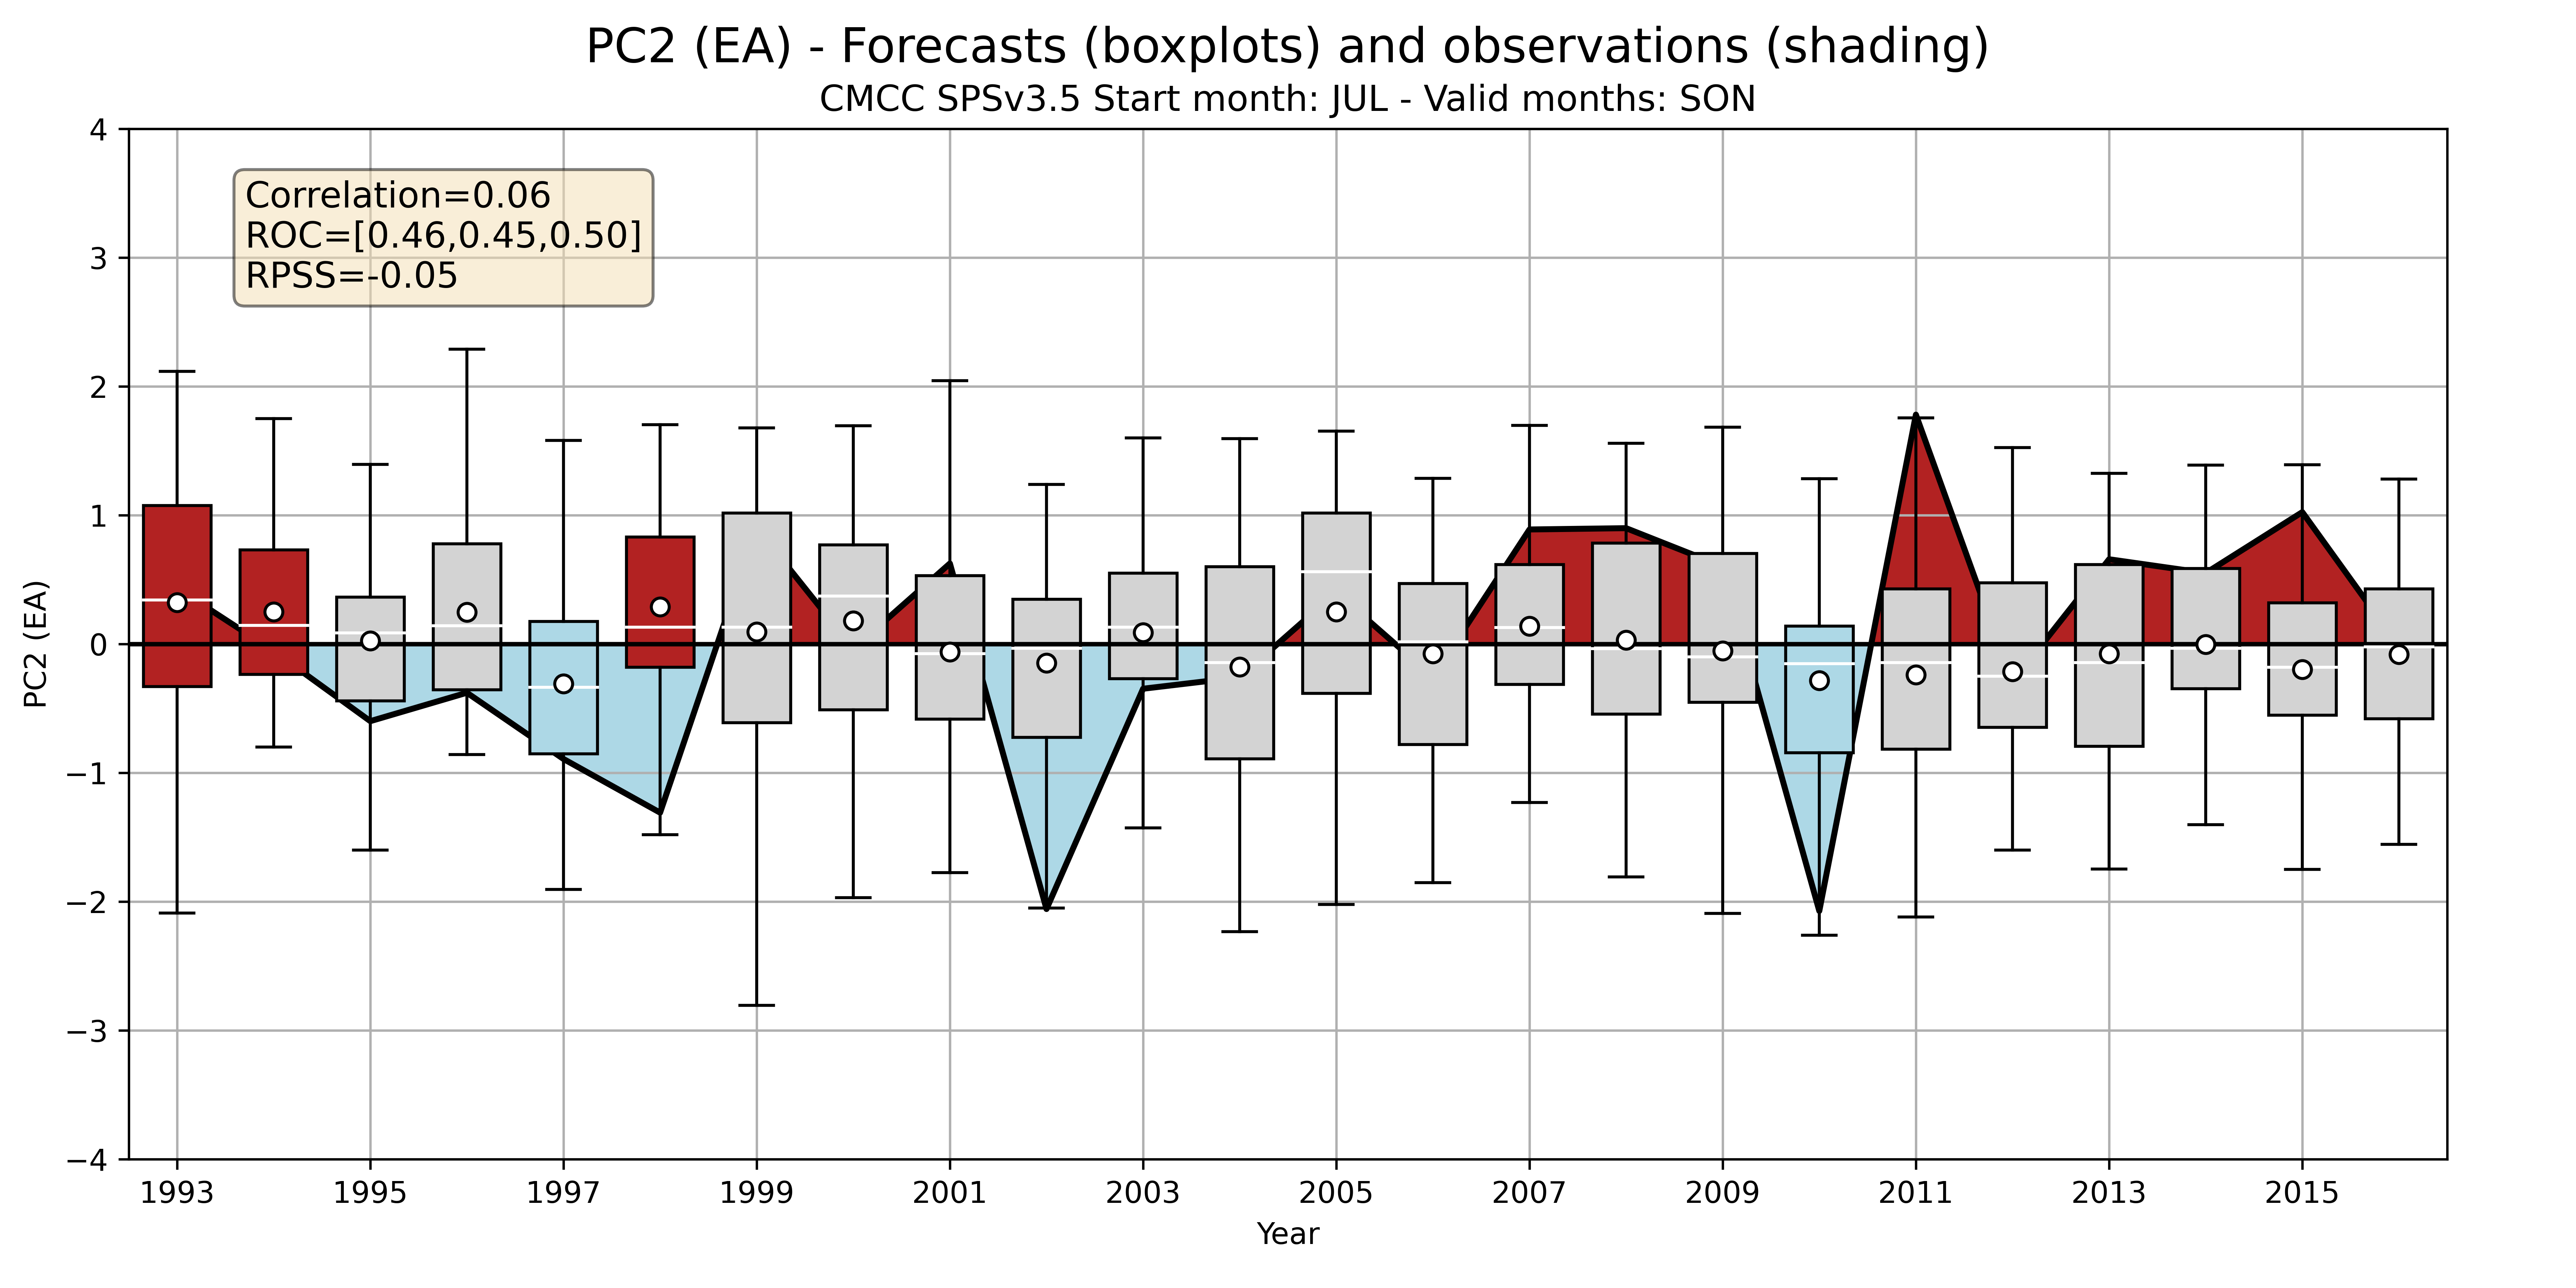 PC2 (EA) - Forecasts (boxplots) and observations (shading)
CMCC SPSv3.5 Start month: JUL - Valid months: SON
Correlation=0.06
ROC=[0.46,0.45,0.50]
RPSS=-0.05
PC2 (EA)
4
3
2
1
0
−1
−2
−3
−4
1993 1995 1997 1999 2001 2003 2005 2007 2009 2011 2013 2015
Year